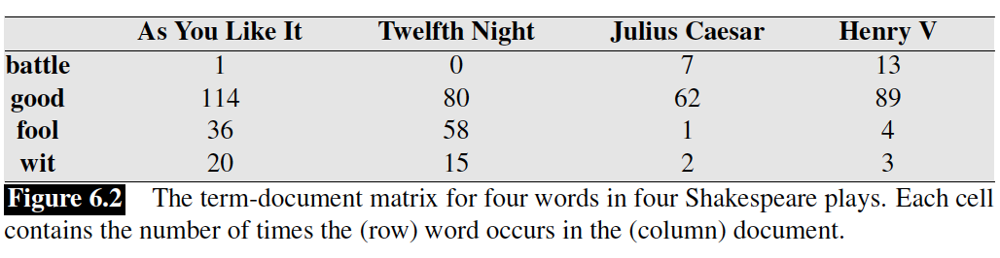 As You Like It Twelfth Night Julius Caesar Henry V
battle 1 0 7 13
good 114 80 62 89
fool 36 58 1 4
wit 20 15 2 3
Figure 6.2 The term-document matrix for four words in four Shakespeare plays. Each cell
contains the number of times the (row) word occurs in the (column) document.